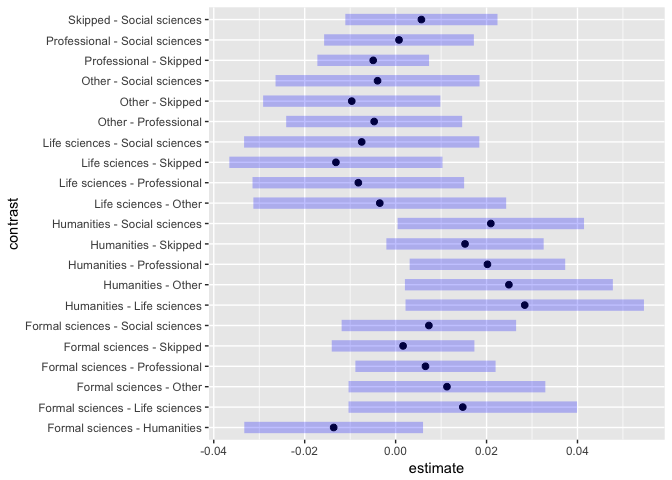 Skipped - Social sciences
Professional - Social sciences
Professional - Skipped
Other - Social sciences
Other - Skipped
Other - Professional
Life sciences - Social sciences
Life sciences - Skipped
Life sciences - Professional
Life sciences - Other
Humanities - Social sciences
Humanities - Skipped
Humanities - Professional
Humanities - Other
Humanities - Life sciences
Formal sciences - Social sciences
Formal sciences - Skipped
Formal sciences - Professional
Formal sciences - Other
Formal sciences - Life sciences
Formal sciences - Humanities
contrast
-0.04 -0.02 0.00 0.02 0.04
estimate